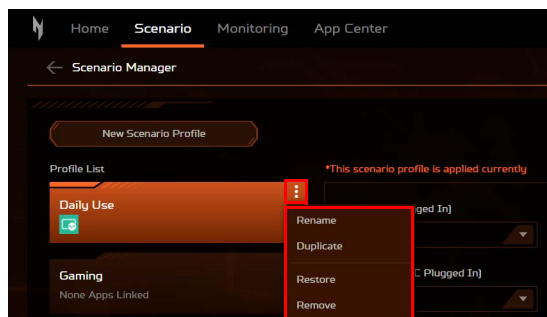 Home Scenario Monitoring App Center
Scenario Manager
New Scenario Profile
Profile List
*This scenario profile is applied currently
Daily Use
Rename
Duplicate
Restore
Remove
gged In]
C Plugged In]
Gaming
None Apps Linked